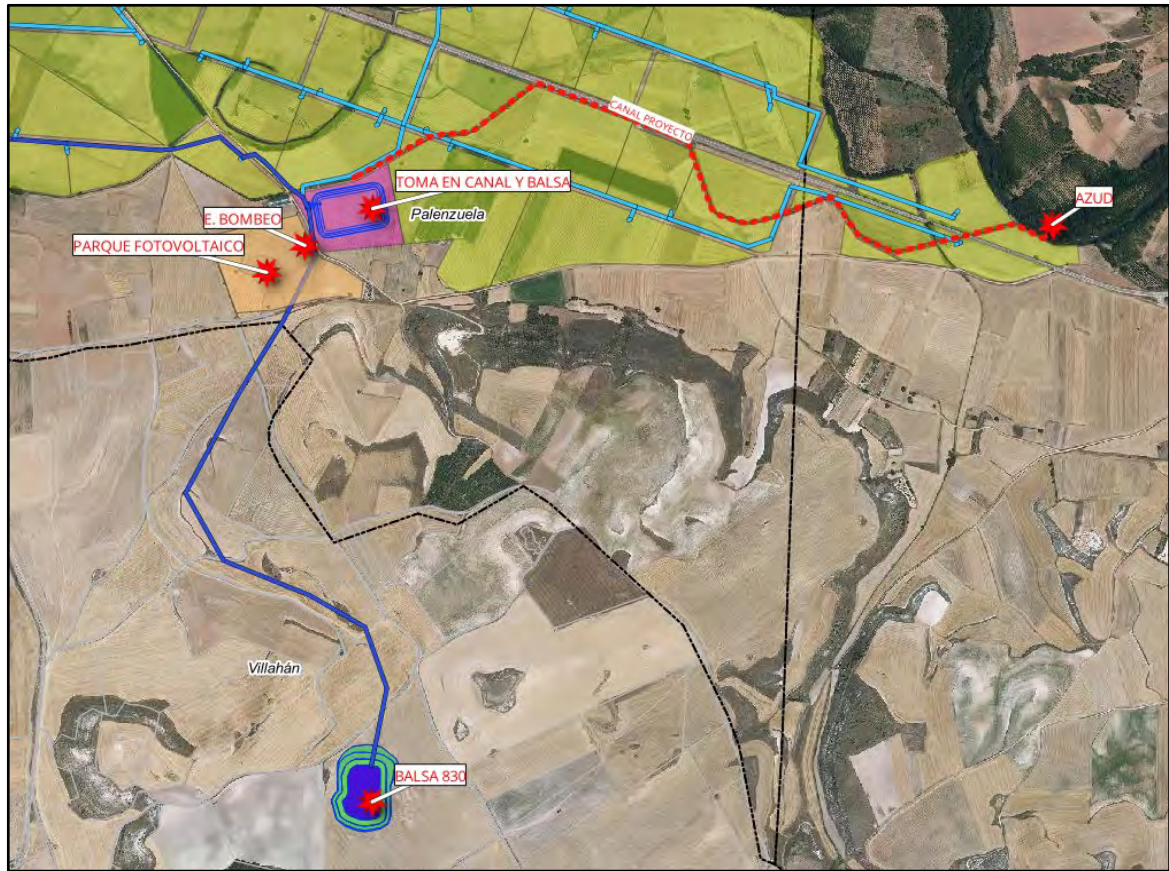 CANAL PROYECTO
TOMA EN CANAL Y BALSA
Palenzuela
AZUD
E. BOMBEO
PARQUE FOTOVOLTAICO
Villahán
BALSA 830